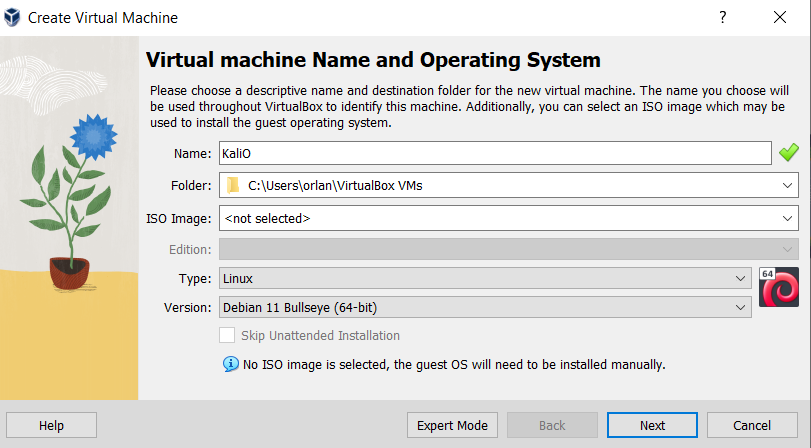 Create Virtual Machine
?
Virtual machine Name and Operating System
Please choose a descriptive name and destination folder for the new virtual machine. The name you choose will
be used throughout VirtualBox to identify this machine. Additionally, you can select an ISO image which may be
used to install the guest operating system.
Name: KaliO
Folder: C:\Users\orlan\VirtualBox VMs
ISO Image: <not selected>
Edition:
Type: Linux
64
Version: Debian 11 Bullseye (64-bit)
Skip Unattended Installation
No ISO image is selected, the guest OS will need to be installed manually.
Help Expert Mode Back Next Cancel